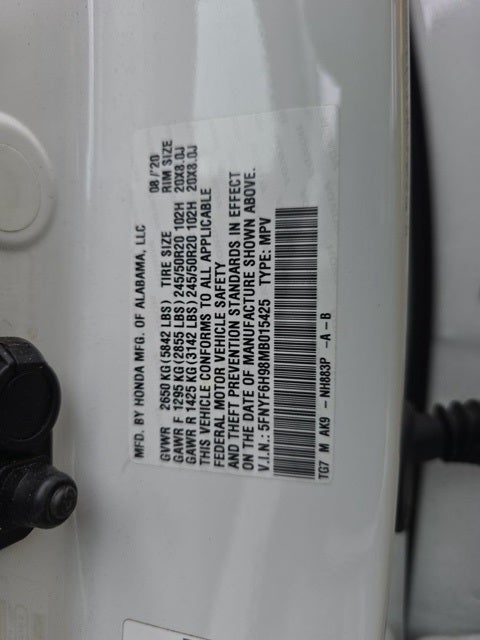 MFD. BY HONDA MFG. OF ALABAMA, LLC 08/'20
GVWR 2650 KG(5842 LBS) TIRE SIZE RIM SIZE
GAWR F 1295 KG(2855 LBS)245/50R20 102H 20X8.0J
GAWR R 1425 KG(3142 LBS)245/50R20 102H 20X8.0J
THIS VEHICLE CONFORMS TO ALL APPLICABLE
FEDERAL MOTOR VEHICLE SAFETY
AND THEFT PREVENTION STANDARDS IN EFFECT
ON THE DATE OF MANUFACTURE SHOWN ABOVE.
V.I.N.: 5FNYF6H98MB015425 TYPE: MPV
TG7 M AK9 - NH883P -A-B